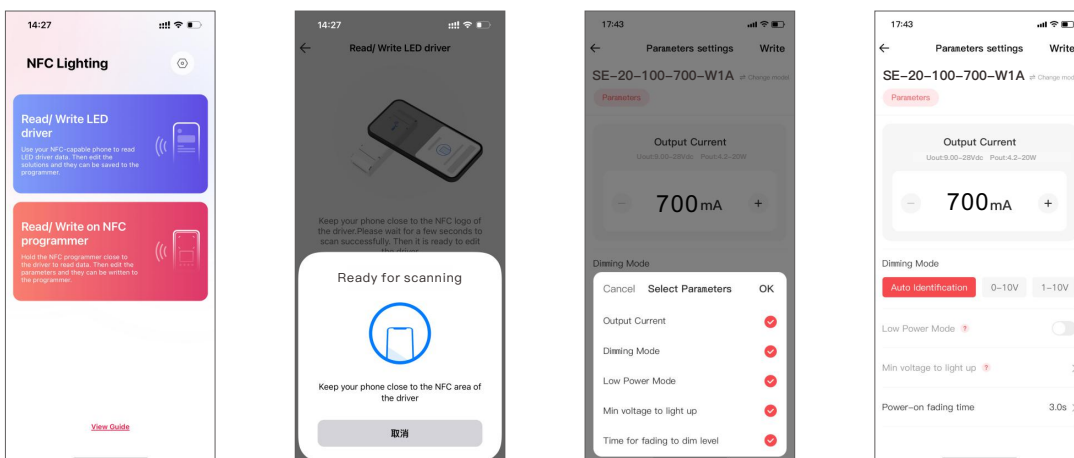 14:27
NFC Lighting
Read/ Write LED
driver
Use your NFC-capable phone to read
LED driver data. Then edit the
solutions and they can be saved to the
programmer.
Read/ Write on NFC
programmer
Hold the NFC programmer close to
the driver to read data. Then edit the
parameters and they can be written to
the programmer.
View Guide
14:27
Read/ Write LED driver
Keep your phone close to the NFC logo of
the driver.Please wait for a few seconds to
scan successfully. Then it is ready to edit
the driver
Ready for scanning
Keep your phone close to the NFC area of
the driver
取消
17:43
Parameters settings Write
SE-20-100-700-W1A ⇄ Change model
Parameters
Output Current
Uout:9.00-28Vdc Pout:4.2-20W
− 700mA +
Dimming Mode
Cancel Select Parameters OK
Output Current
Dimming Mode
Low Power Mode
Min voltage to light up
Time for fading to dim level
17:43
Parameters settings Write
SE-20-100-700-W1A ⇄ Change mod
Parameters
Output Current
Uout:9.00-28Vdc Pout:4.2-20W
− 700mA +
Dimming Mode
Auto Identification 0-10V 1-10V
Low Power Mode ?
Min voltage to light up ?
Power-on fading time 3.0s